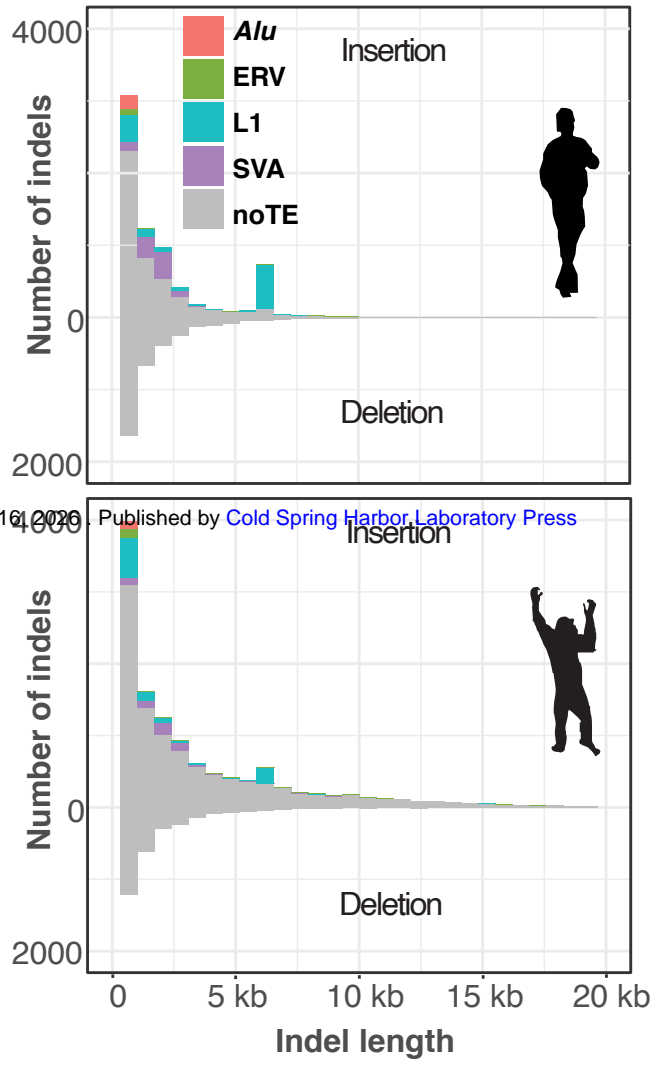 4000
Insertion
Alu
ERV
L1
SVA
noTE
Number of indels
0
Deletion
2000
4000
16, 2026 . Published by Cold Spring Harbor Laboratory Press
Insertion
Number of indels
0
Deletion
2000
0 5 kb 10 kb 15 kb 20 kb
Indel length